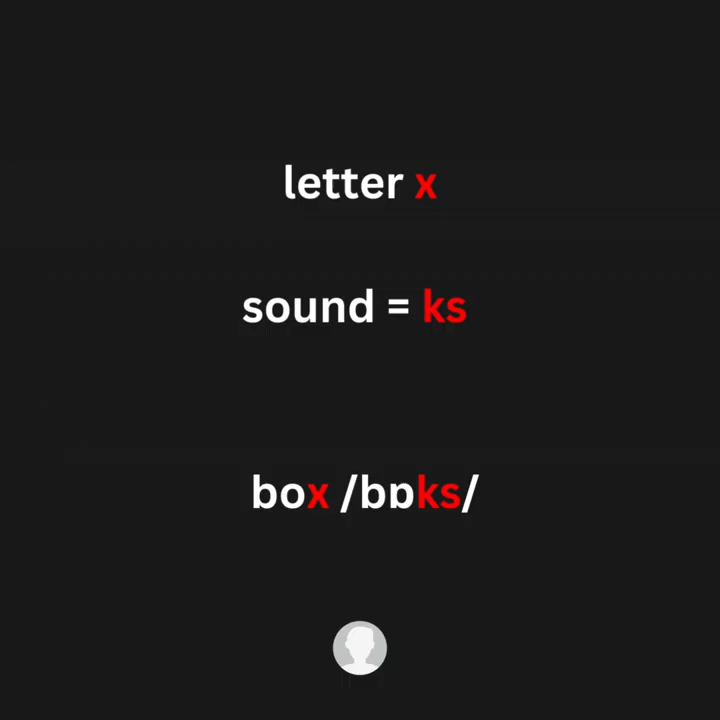 letter x
sound = ks
box /bɒks/